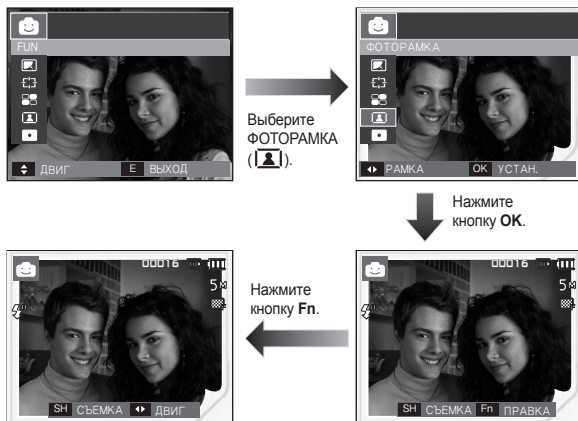 FUN
ДВИГ
E ВЫХОД
Выберите
ФОТОРАМКА
( ).
ФОТОРАМКА
РАМКА
OK УСТАН.
Нажмите
кнопку OK.
00016
5M
SH СЪЕМКА Fn ПРАВКА
Нажмите
кнопку Fn.
00016
5M
SH СЪЕМКА ДВИГ